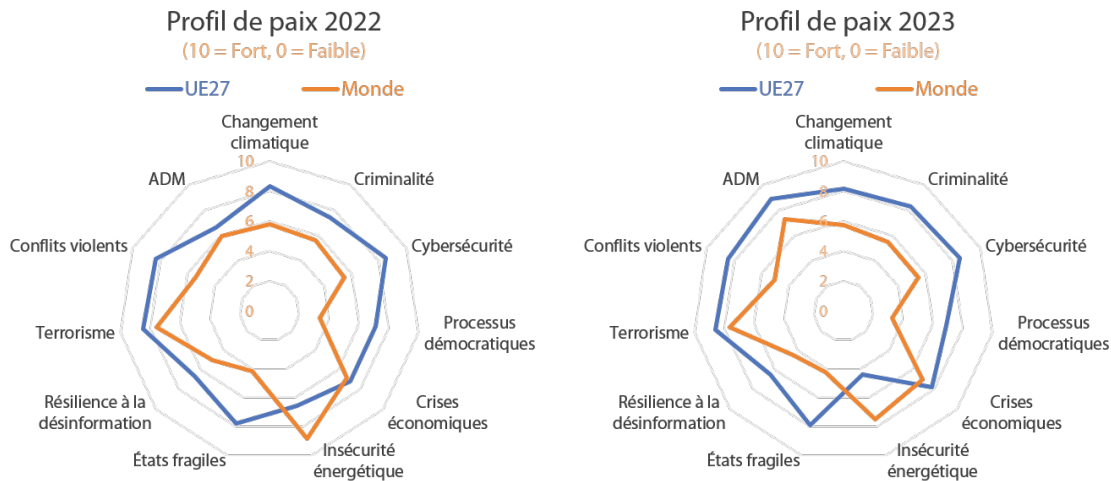 Profil de paix 2022
(10 = Fort, 0 = Faible)
UE27
Monde
Changement
climatique
Criminalité
Cybersécurité
Processus
démocratiques
Crises
économiques
Insécurité
énergétique
États fragiles
Résilience à la
désinformation
Terrorisme
Conflits violents
ADM
10
8
6
4
2
0
Profil de paix 2023
(10 = Fort, 0 = Faible)
UE27
Monde
Changement
climatique
Criminalité
Cybersécurité
Processus
démocratiques
Crises
économiques
Insécurité
énergétique
États fragiles
Résilience à la
désinformation
Terrorisme
Conflits violents
ADM
10
8
6
4
2
0